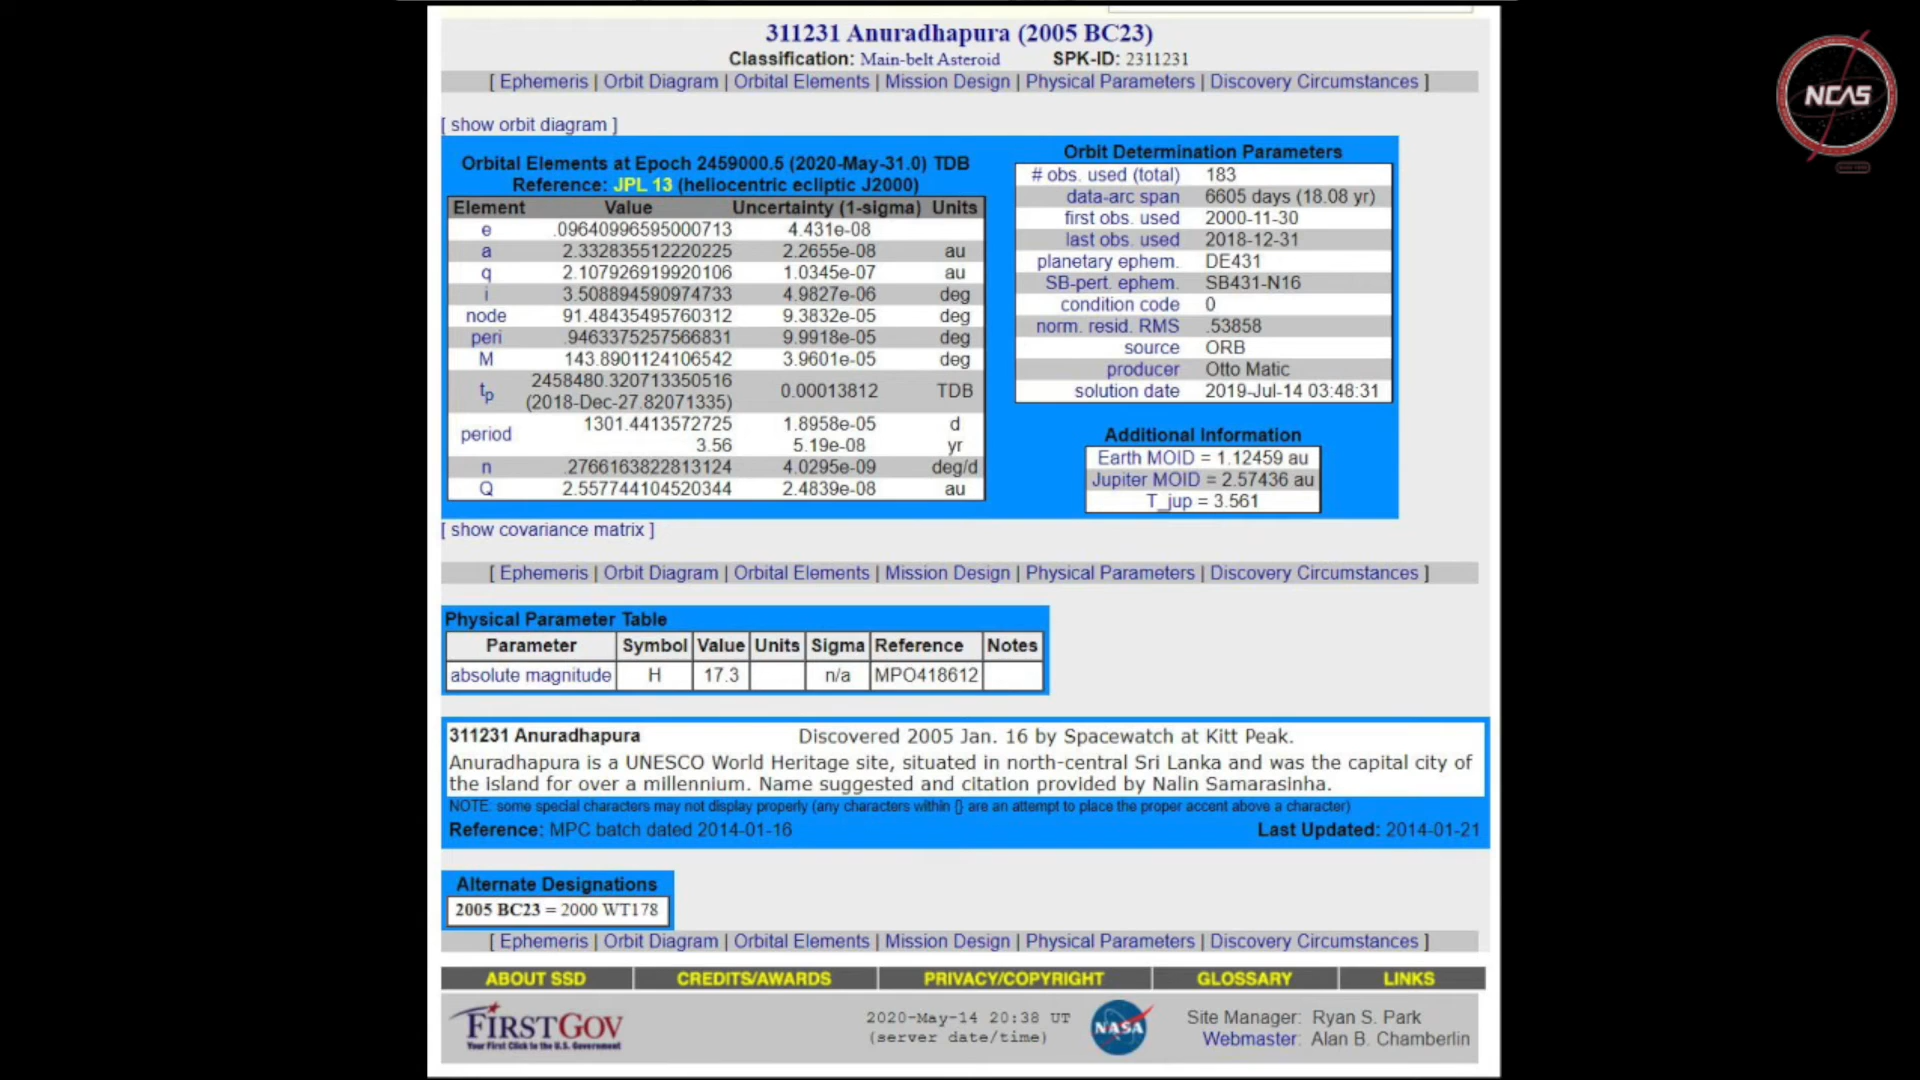 311231 Anuradhapura (2005 BC23)
Classification: Main-belt Asteroid SPK-ID: 2311231
[ Ephemeris | Orbit Diagram | Orbital Elements | Mission Design | Physical Parameters | Discovery Circumstances ]
NCAS
[ show orbit diagram ]
Orbital Elements at Epoch 2459000.5 (2020-May-31.0) TDB
Reference: JPL 13 (heliocentric ecliptic J2000)
Element Value Uncertainty (1-sigma) Units
e .09640996595000713 4.431e-08
a 2.332835512220225 2.2655e-08 au
q 2.107926919920106 1.0345e-07 au
i 3.508894590974733 4.9827e-06 deg
node 91.48435495760312 9.3832e-05 deg
peri .9463375257566831 9.9918e-05 deg
M 143.8901124106542 3.9601e-05 deg
tp 2458480.320713350516 0.00013812 TDB
(2018-Dec-27.82071335)
period 1301.4413572725 1.8958e-05 d
3.56 5.19e-08 yr
n .2766163822813124 4.0295e-09 deg/d
Q 2.557744104520344 2.4839e-08 au
Orbit Determination Parameters
# obs. used (total) 183
data-arc span 6605 days (18.08 yr)
first obs. used 2000-11-30
last obs. used 2018-12-31
planetary ephem. DE431
SB-pert. ephem. SB431-N16
condition code 0
norm. resid. RMS .53858
source ORB
producer Otto Matic
solution date 2019-Jul-14 03:48:31
Additional Information
Earth MOID = 1.12459 au
Jupiter MOID = 2.57436 au
T_jup = 3.561
[ show covariance matrix ]
[ Ephemeris | Orbit Diagram | Orbital Elements | Mission Design | Physical Parameters | Discovery Circumstances ]
Physical Parameter Table
Parameter Symbol Value Units Sigma Reference Notes
absolute magnitude H 17.3 n/a MPO418612
311231 Anuradhapura Discovered 2005 Jan. 16 by Spacewatch at Kitt Peak.
Anuradhapura is a UNESCO World Heritage site, situated in north-central Sri Lanka and was the capital city of
the island for over a millennium. Name suggested and citation provided by Nalin Samarasinha.
NOTE: some special characters may not display properly (any characters within {} are an attempt to place the proper accent above a character)
Reference: MPC batch dated 2014-01-16 Last Updated: 2014-01-21
Alternate Designations
2005 BC23 = 2000 WT178
[ Ephemeris | Orbit Diagram | Orbital Elements | Mission Design | Physical Parameters | Discovery Circumstances ]
ABOUT SSD CREDITS/AWARDS PRIVACY/COPYRIGHT GLOSSARY LINKS
FIRSTGOV
Your First Click to the U.S. Government
2020-May-14 20:38 UT
(server date/time)
NASA
Site Manager: Ryan S. Park
Webmaster: Alan B. Chamberlin